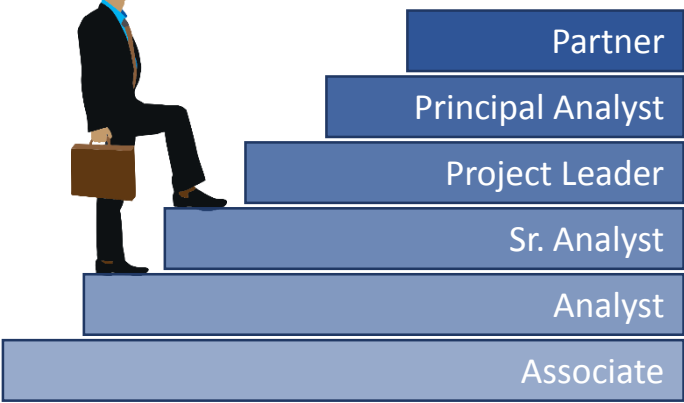 Partner
Principal Analyst
Project Leader
Sr. Analyst
Analyst
Associate